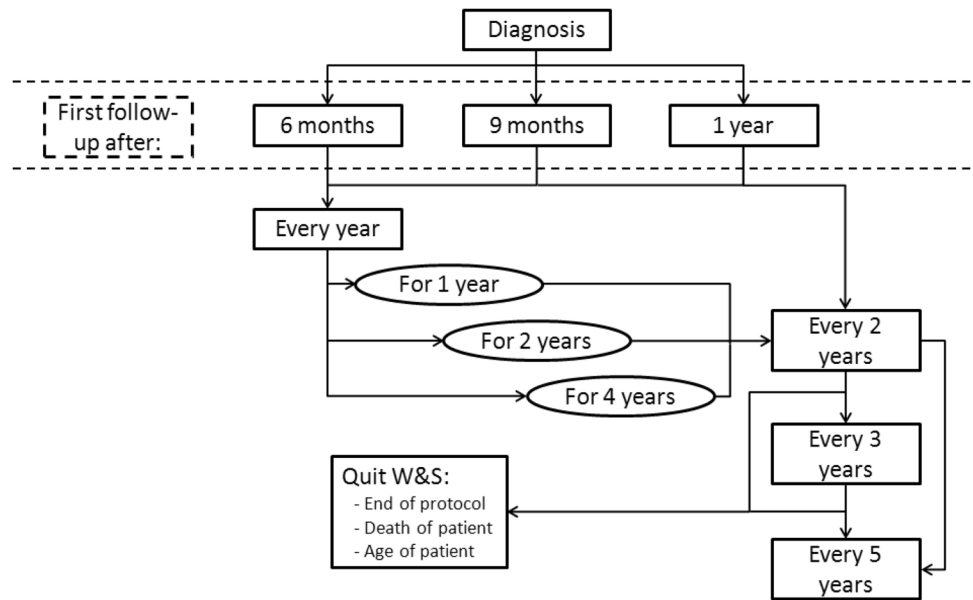 Diagnosis
First follow-
up after:
6 months
9 months
1 year
Every year
For 1 year
For 2 years
For 4 years
Every 2
years
Every 3
years
Quit W&S:
- End of protocol
- Death of patient
- Age of patient
Every 5
years